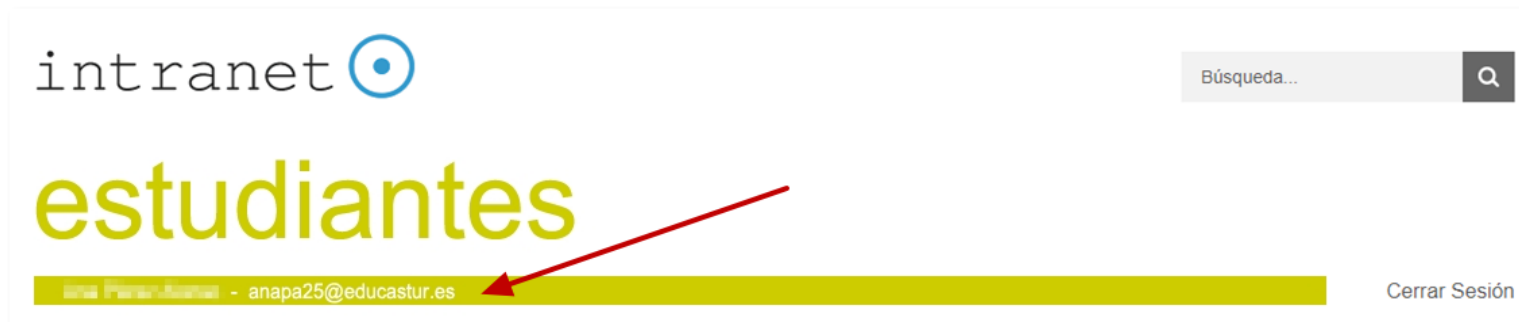 intranet
Búsqueda...
estudiantes
- anapa25@educastur.es
Cerrar Sesión